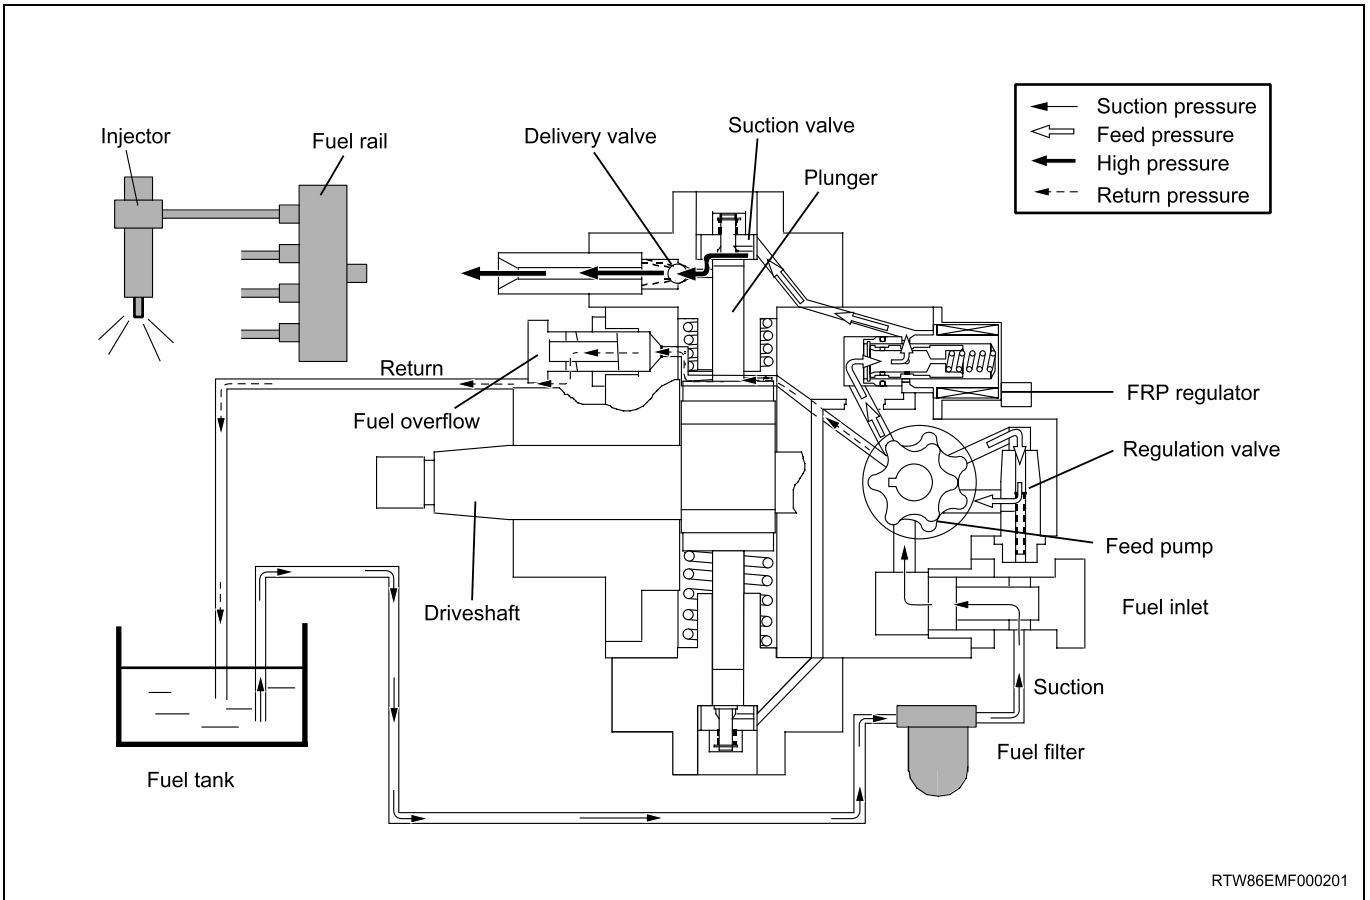 Suction pressure
Feed pressure
High pressure
Return pressure
Injector
Fuel rail
Delivery valve
Suction valve
Plunger
Return
Fuel overflow
FRP regulator
Regulation valve
Feed pump
Fuel inlet
Driveshaft
Suction
Fuel filter
Fuel tank
RTW86EMF000201